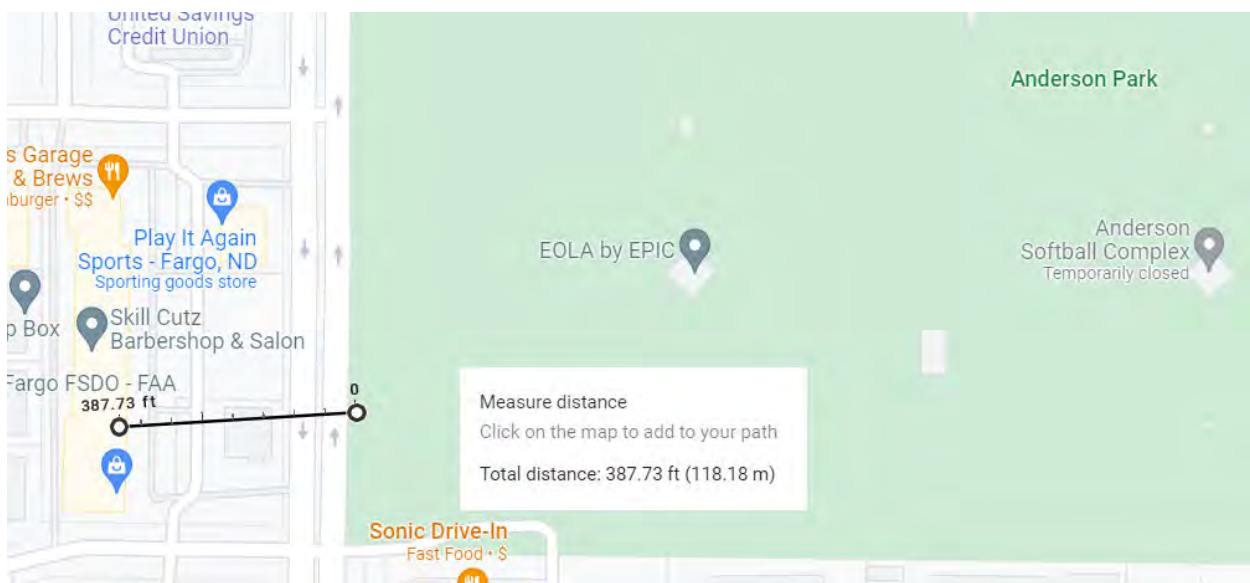 United Savings
Credit Union
Anderson Park
s Garage
& Brews
burger • $$
Play It Again
Sports - Fargo, ND
Sporting goods store
EOLA by EPIC
Anderson
Softball Complex
Temporarily closed
p Box
Skill Cutz
Barbershop & Salon
Fargo FSDO - FAA
387.73 ft
0
Measure distance
Click on the map to add to your path
Total distance: 387.73 ft (118.18 m)
Sonic Drive-In
Fast Food • $